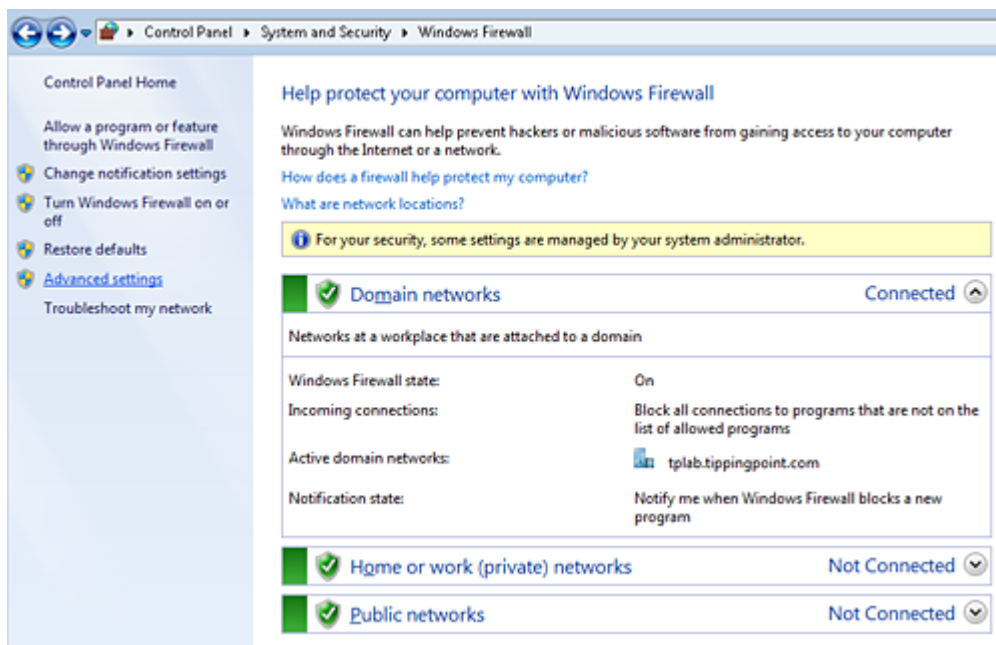 Control Panel ▸ System and Security ▸ Windows Firewall
Control Panel Home
Allow a program or feature
through Windows Firewall
Change notification settings
Turn Windows Firewall on or
off
Restore defaults
Advanced settings
Troubleshoot my network
Help protect your computer with Windows Firewall
Windows Firewall can help prevent hackers or malicious software from gaining access to your computer
through the Internet or a network.
How does a firewall help protect my computer?
What are network locations?
For your security, some settings are managed by your system administrator.
Domain networks Connected
Networks at a workplace that are attached to a domain
Windows Firewall state: On
Incoming connections: Block all connections to programs that are not on the
list of allowed programs
Active domain networks: tplab.tippingpoint.com
Notification state: Notify me when Windows Firewall blocks a new
program
Home or work (private) networks Not Connected
Public networks Not Connected